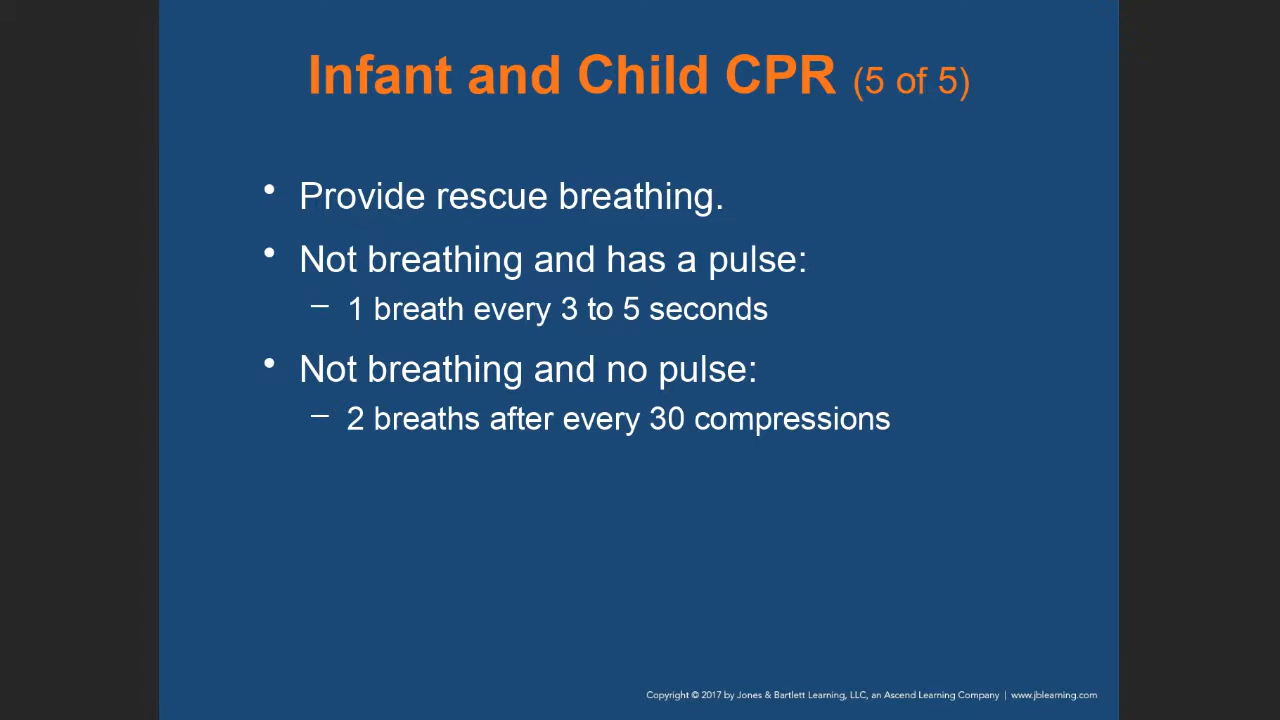 Infant and Child CPR (5 of 5)
• Provide rescue breathing.
• Not breathing and has a pulse:
– 1 breath every 3 to 5 seconds
• Not breathing and no pulse:
– 2 breaths after every 30 compressions
Copyright © 2017 by Jones & Bartlett Learning, LLC, an Ascend Learning Company | www.jblearning.com